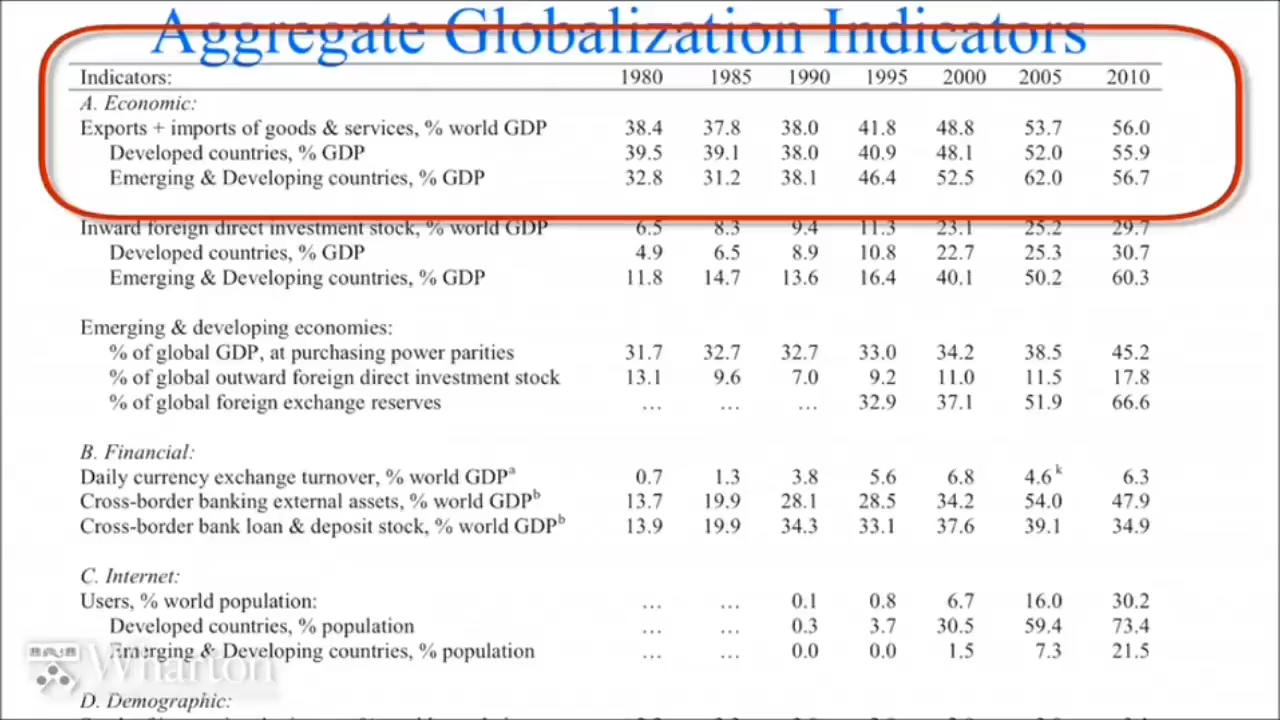 Aggregate Globalization Indicators
Indicators: 1980 1985 1990 1995 2000 2005 2010
A. Economic:
Exports + imports of goods & services, % world GDP 38.4 37.8 38.0 41.8 48.8 53.7 56.0
Developed countries, % GDP 39.5 39.1 38.0 40.9 48.1 52.0 55.9
Emerging & Developing countries, % GDP 32.8 31.2 38.1 46.4 52.5 62.0 56.7
Inward foreign direct investment stock, % world GDP 6.5 8.3 9.4 11.3 23.1 25.2 29.7
Developed countries, % GDP 4.9 6.5 8.9 10.8 22.7 25.3 30.7
Emerging & Developing countries, % GDP 11.8 14.7 13.6 16.4 40.1 50.2 60.3
Emerging & developing economies:
% of global GDP, at purchasing power parities 31.7 32.7 32.7 33.0 34.2 38.5 45.2
% of global outward foreign direct investment stock 13.1 9.6 7.0 9.2 11.0 11.5 17.8
% of global foreign exchange reserves … … … 32.9 37.1 51.9 66.6
B. Financial:
Daily currency exchange turnover, % world GDPᵃ 0.7 1.3 3.8 5.6 6.8 4.6ᵏ 6.3
Cross-border banking external assets, % world GDPᵇ 13.7 19.9 28.1 28.5 34.2 54.0 47.9
Cross-border bank loan & deposit stock, % world GDPᵇ 13.9 19.9 34.3 33.1 37.6 39.1 34.9
C. Internet:
Users, % world population: … … 0.1 0.8 6.7 16.0 30.2
Developed countries, % population … … 0.3 3.7 30.5 59.4 73.4
Emerging & Developing countries, % population … … 0.0 0.0 1.5 7.3 21.5
Wharton
D. Demographic: